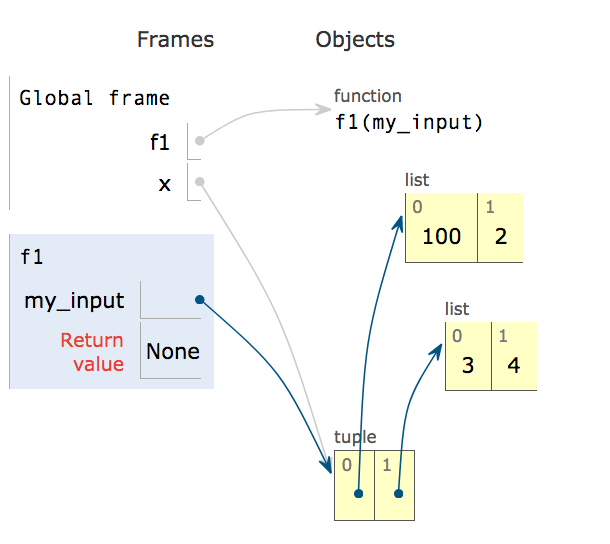 Frames Objects
Global frame
f1
x
function
f1(my_input)
list
0 1
100 2
f1
my_input
Return
value
None
list
0 1
3 4
tuple
0 1